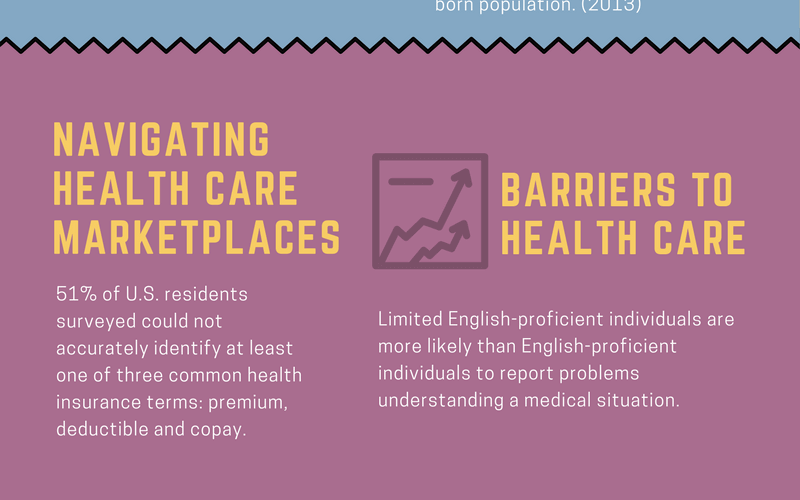 born population. (2013)
NAVIGATING
HEALTH CARE
MARKETPLACES
51% of U.S. residents
surveyed could not
accurately identify at least
one of three common health
insurance terms: premium,
deductible and copay.
BARRIERS TO
HEALTH CARE
Limited English-proficient individuals are
more likely than English-proficient
individuals to report problems
understanding a medical situation.